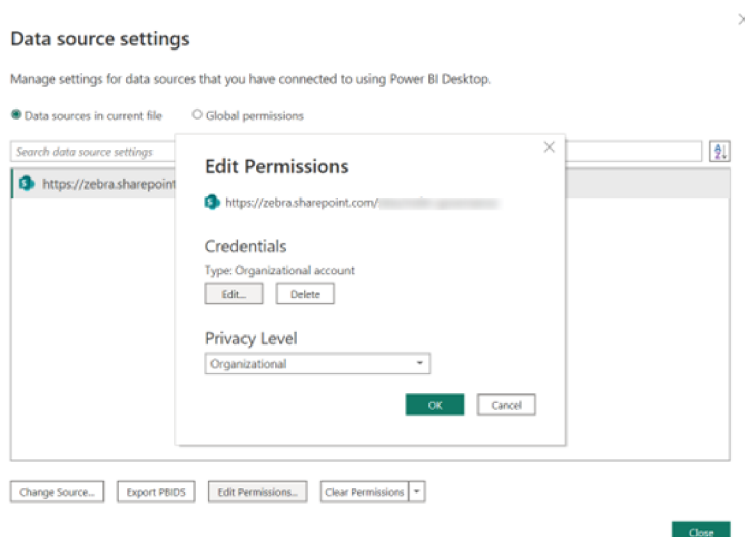 Data source settings
Manage settings for data sources that you have connected to using Power BI Desktop.
Data sources in current file
Global permissions
Search data source settings
https://zebra.sharepoint
Edit Permissions
https://zebra.sharepoint.com/
Credentials
Type: Organizational account
Edit...
Delete
Privacy Level
Organizational
OK
Cancel
Change Source...
Export PBIDS
Edit Permissions...
Clear Permissions
Close